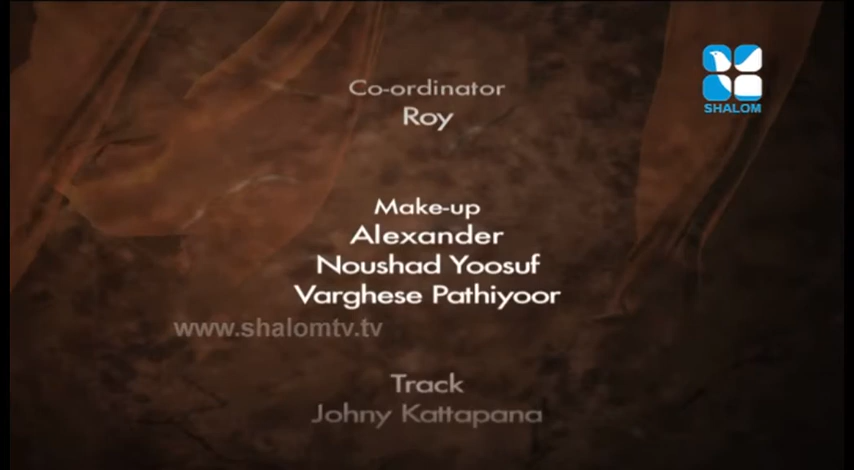 SHALOM
Co-ordinator
Roy
Make-up
Alexander
Noushad Yoosuf
Varghese Pathiyoor
www.shalomtv.tv
Track
Johny Kattapana